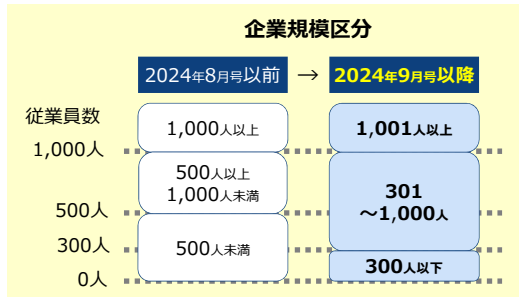 企業規模区分
2024年8月号以前 → 2024年9月号以降
従業員数
1,000人以上 1,001人以上
1,000人
500人以上
1,000人未満
301
～1,000人
500人
300人
500人未満
300人以下
0人